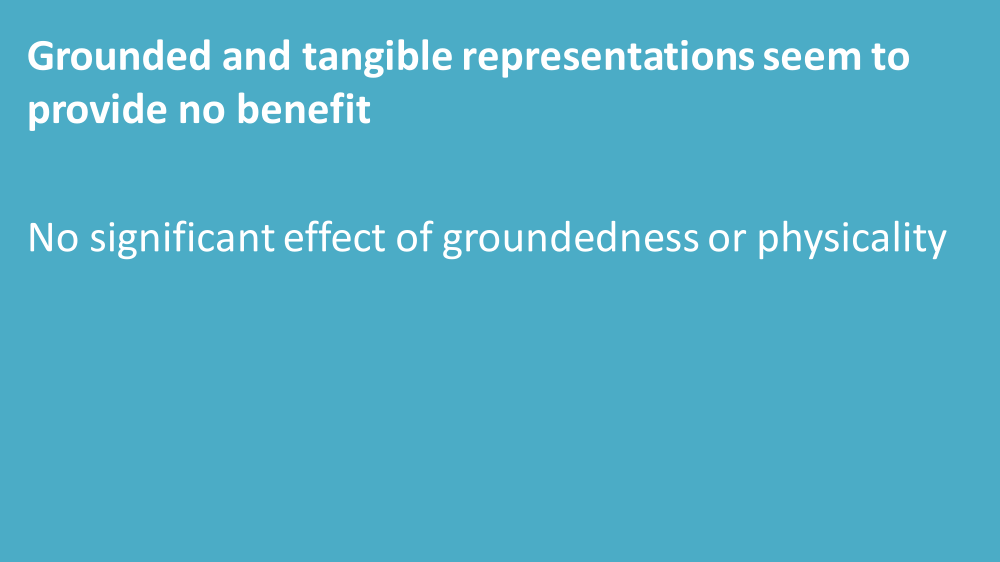 Grounded and tangible representations seem to
provide no benefit
No significant effect of groundedness or physicality